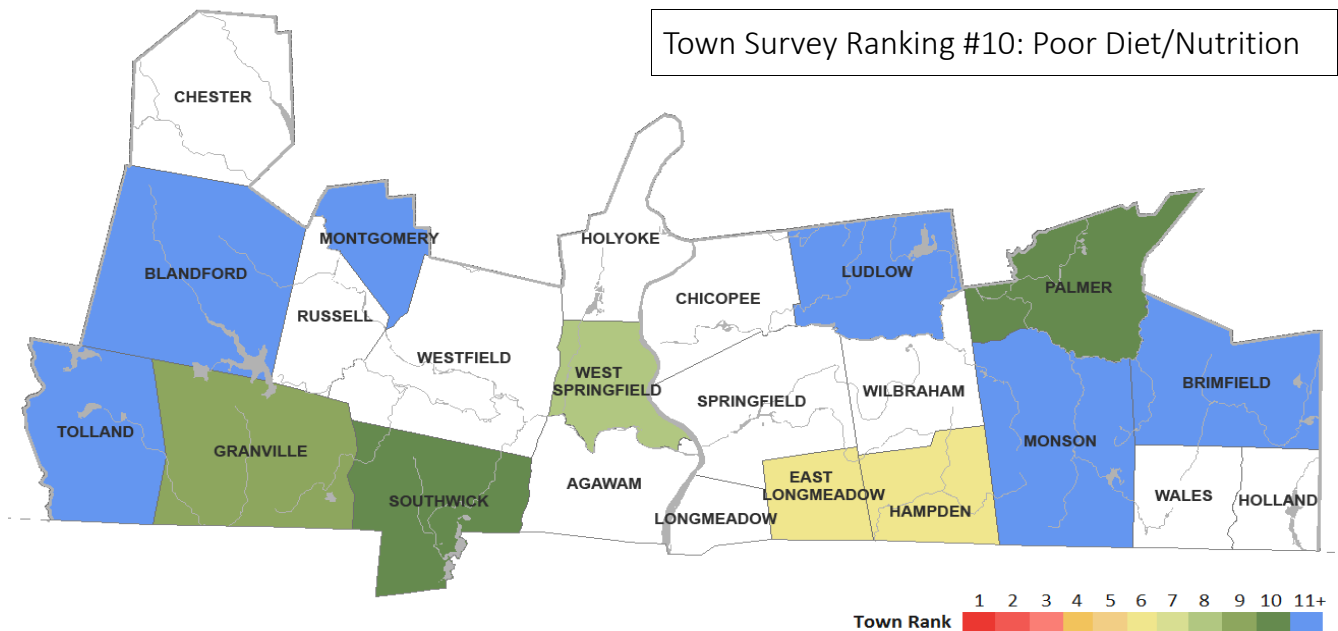 Town Survey Ranking #10: Poor Diet/Nutrition
CHESTER
MONTGOMERY
HOLYOKE
BLANDFORD
LUDLOW
PALMER
CHICOPEE
RUSSELL
WESTFIELD
WEST
SPRINGFIELD
BRIMFIELD
WILBRAHAM
SPRINGFIELD
TOLLAND
MONSON
GRANVILLE
EAST
LONGMEADOW
AGAWAM
WALES
HOLLAND
SOUTHWICK
HAMPDEN
LONGMEADOW
1 2 3 4 5 6 7 8 9 10 11+
Town Rank